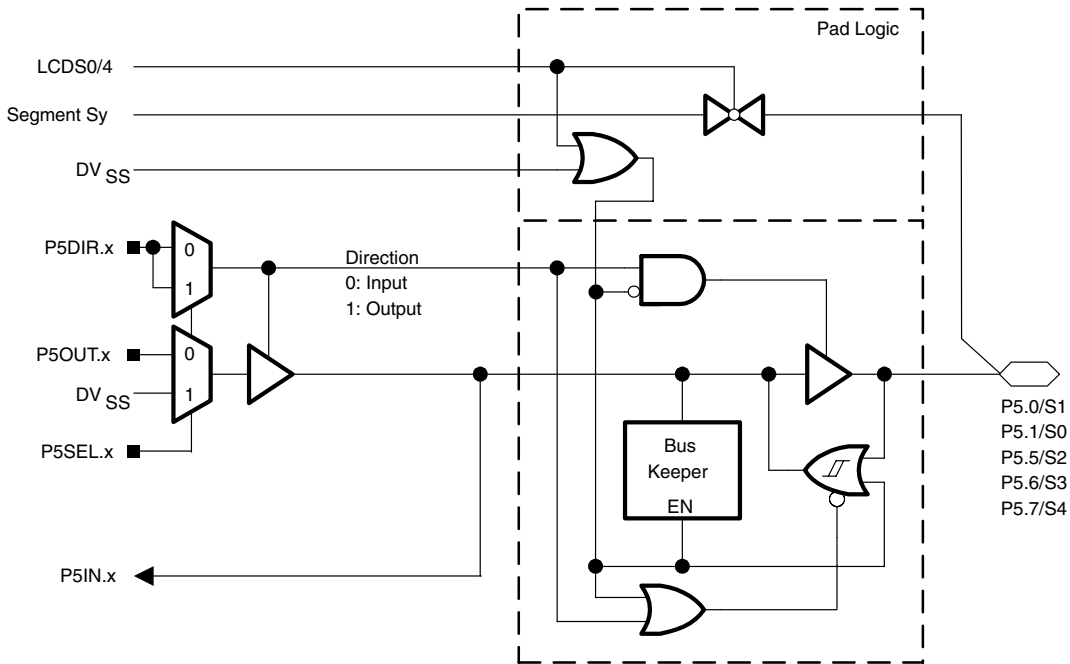 Pad Logic
LCDS0/4
Segment Sy
DVSS
P5DIR.x
0
1
Direction
0: Input
1: Output
P5OUT.x
0
DVSS
1
P5SEL.x
Bus
Keeper
EN
P5.0/S1
P5.1/S0
P5.5/S2
P5.6/S3
P5.7/S4
P5IN.x